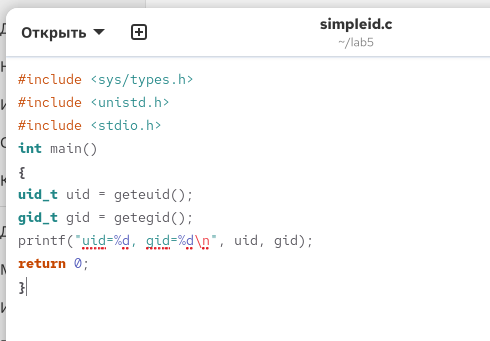 Открыть
simpleid.c
~/lab5
#include <sys/types.h>
#include <unistd.h>
#include <stdio.h>
int main()
{
uid_t uid = geteuid();
gid_t gid = getegid();
printf("uid=%d, gid=%d\n", uid, gid);
return 0;
}